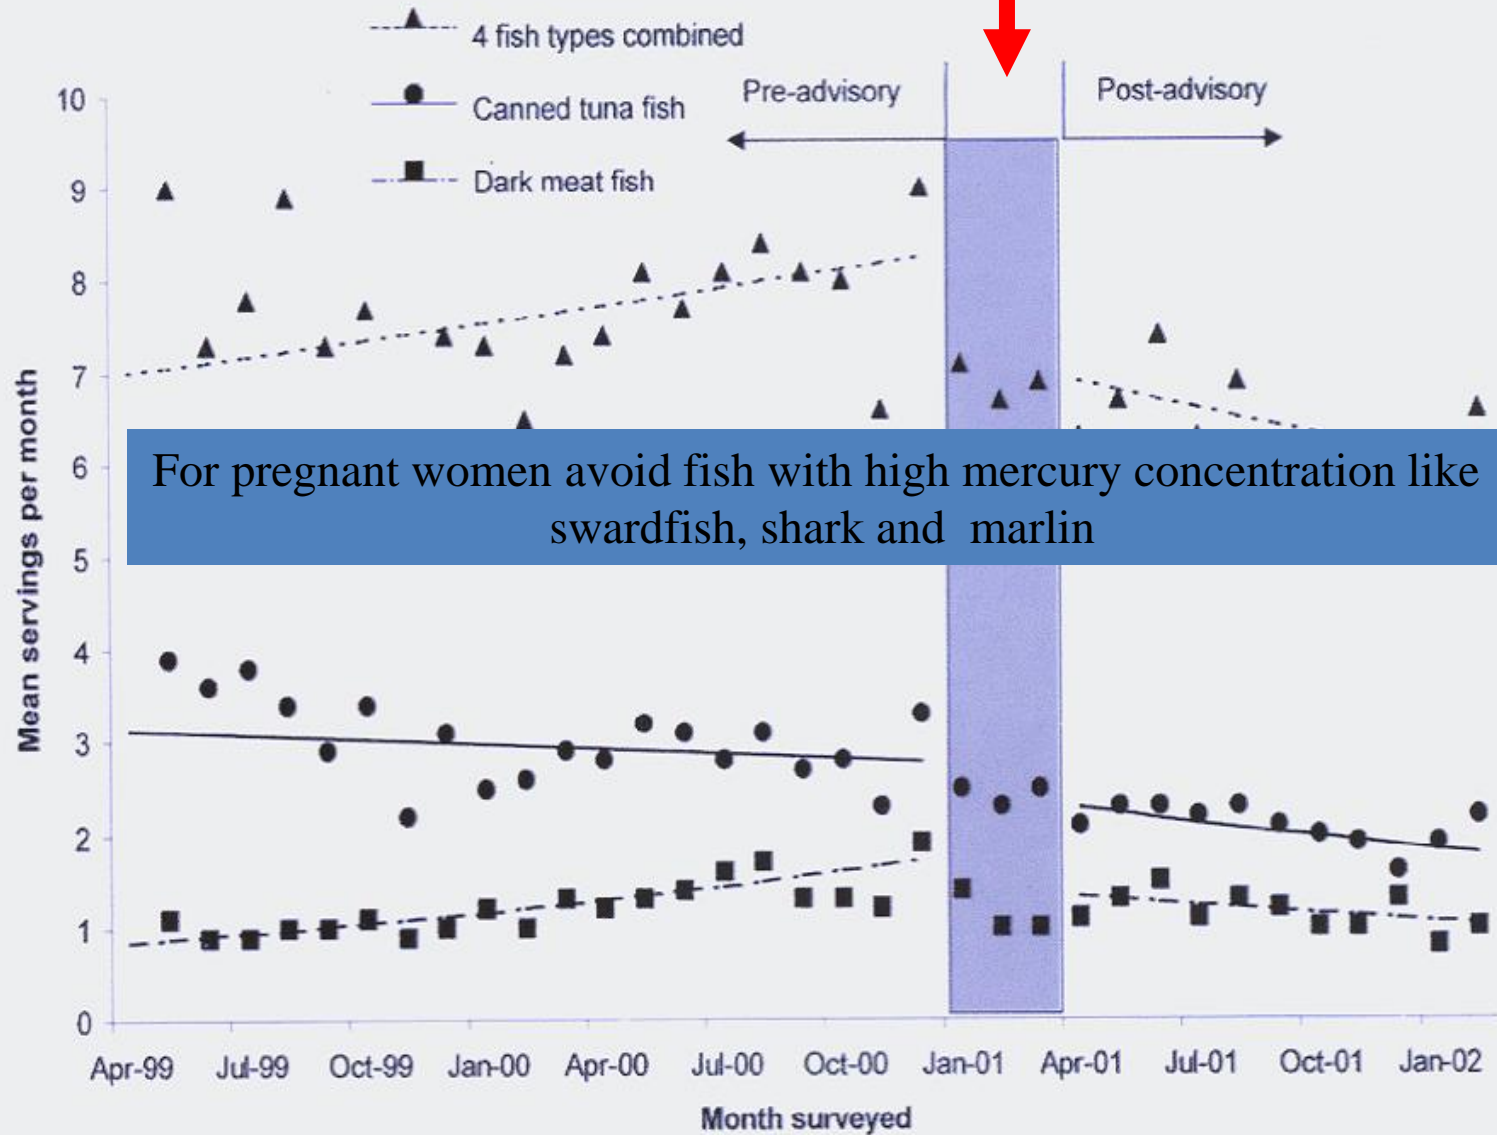 4 fish types combined
Canned tuna fish
Dark meat fish
Pre-advisory
Post-advisory
10
9
8
7
6
5
4
3
2
1
0
Mean servings per month
For pregnant women avoid fish with high mercury concentration like
swardfish, shark and  marlin
Apr-99
Jul-99
Oct-99
Jan-00
Apr-00
Jul-00
Oct-00
Jan-01
Apr-01
Jul-01
Oct-01
Jan-02
Month surveyed